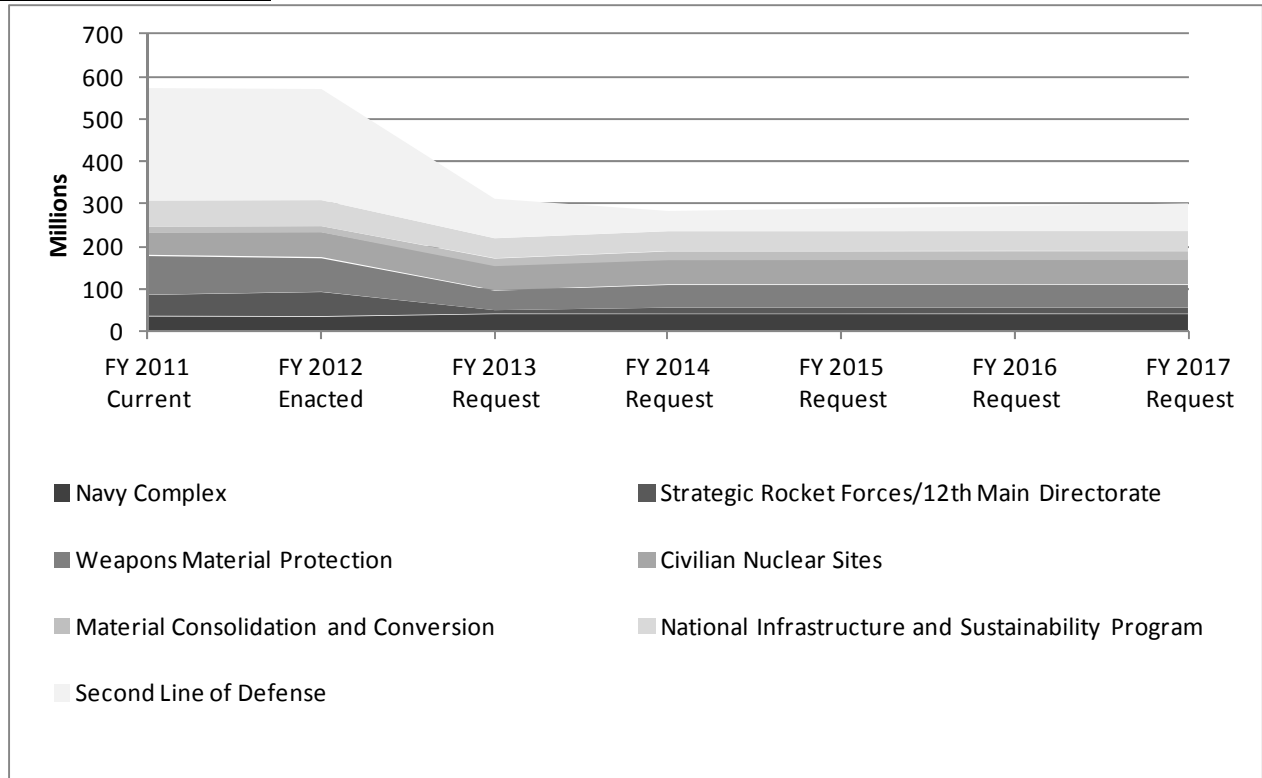 700
600
500
400
300
200
100
0
Millions
FY 2011 Current
FY 2012 Enacted
FY 2013 Request
FY 2014 Request
FY 2015 Request
FY 2016 Request
FY 2017 Request
Navy Complex
Strategic Rocket Forces/12th Main Directorate
Weapons Material Protection
Civilian Nuclear Sites
Material Consolidation and Conversion
National Infrastructure and Sustainability Program
Second Line of Defense